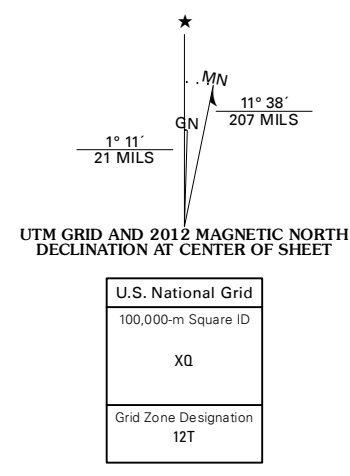 ★
MN
11° 38´
207 MILS
GN
1° 11´
21 MILS
UTM GRID AND 2012 MAGNETIC NORTH
DECLINATION AT CENTER OF SHEET
U.S. National Grid
100,000-m Square ID
XQ
Grid Zone Designation
12T